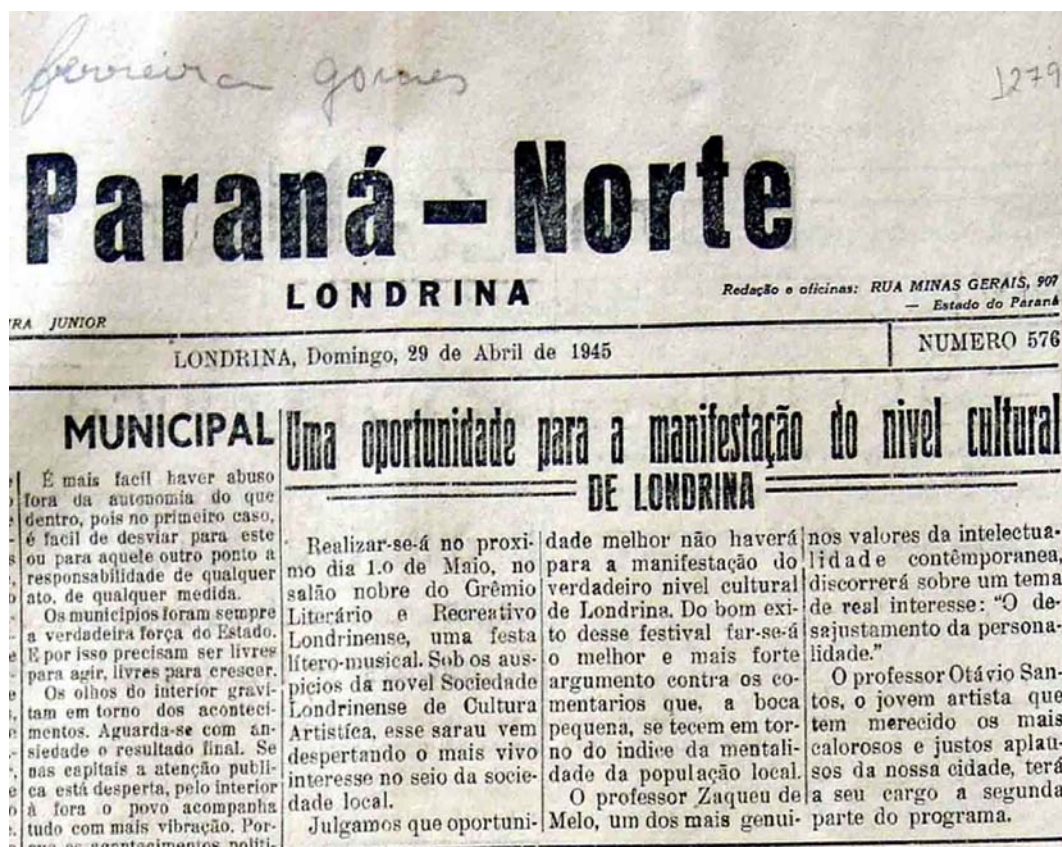 ferreira gomes
1279
Paraná - Norte
LONDRINA
Redação e oficinas: RUA MINAS GERAIS, 907
— Estado do Paraná
RA JUNIOR
LONDRINA, Domingo, 29 de Abril de 1945
NUMERO 576
MUNICIPAL
É mais facil haver abuso
fora da autonomia do que
dentro, pois no primeiro caso,
é facil de desviar para este
ou para aquele outro ponto a
responsabilidade de qualquer
ato, de qualquer medida.
Os municipios foram sempre
a verdadeira força do Estado.
E por isso precisam ser livres
para agir, livres para crescer.
Os olhos do interior gravi-
tam em torno dos aconteci-
mentos. Aguarda-se com an-
siedade o resultado final. Se
nas capitais a atenção publi-
ca está desperta, pelo interior
à fora o povo acompanha
tudo com mais vibração. Por-
que os acontecimentos politi-
Uma oportunidade para a manifestação do nivel cultural
DE LONDRINA
Realizar-se-á no proxi-
mo dia 1.o de Maio, no
salão nobre do Grêmio
Literário e Recreativo
Londrinense, uma festa
lítero-musical. Sob os aus-
picios da novel Sociedade
Londrinense de Cultura
Artistica, esse sarau vem
despertando o mais vivo
interesse no seio da socie-
dade local.
Julgamos que oportuni-
dade melhor não haverá
para a manifestação do
verdadeiro nivel cultural
de Londrina. Do bom exi-
to desse festival far-se-á
o melhor e mais forte
argumento contra os co-
mentarios que, a boca
pequena, se tecem em tor-
no do indice da mentali-
dade da população local.
O professor Zaqueu de
Melo, um dos mais genui-
nos valores da intelectua-
lidade contêmporanea,
discorrerá sobre um tema
de real interesse: "O de-
sajustamento da persona-
lidade."
O professor Otávio San-
tos, o jovem artista que
tem merecido os mais
calorosos e justos aplau-
sos da nossa cidade, terá
a seu cargo a segunda
parte do programa.